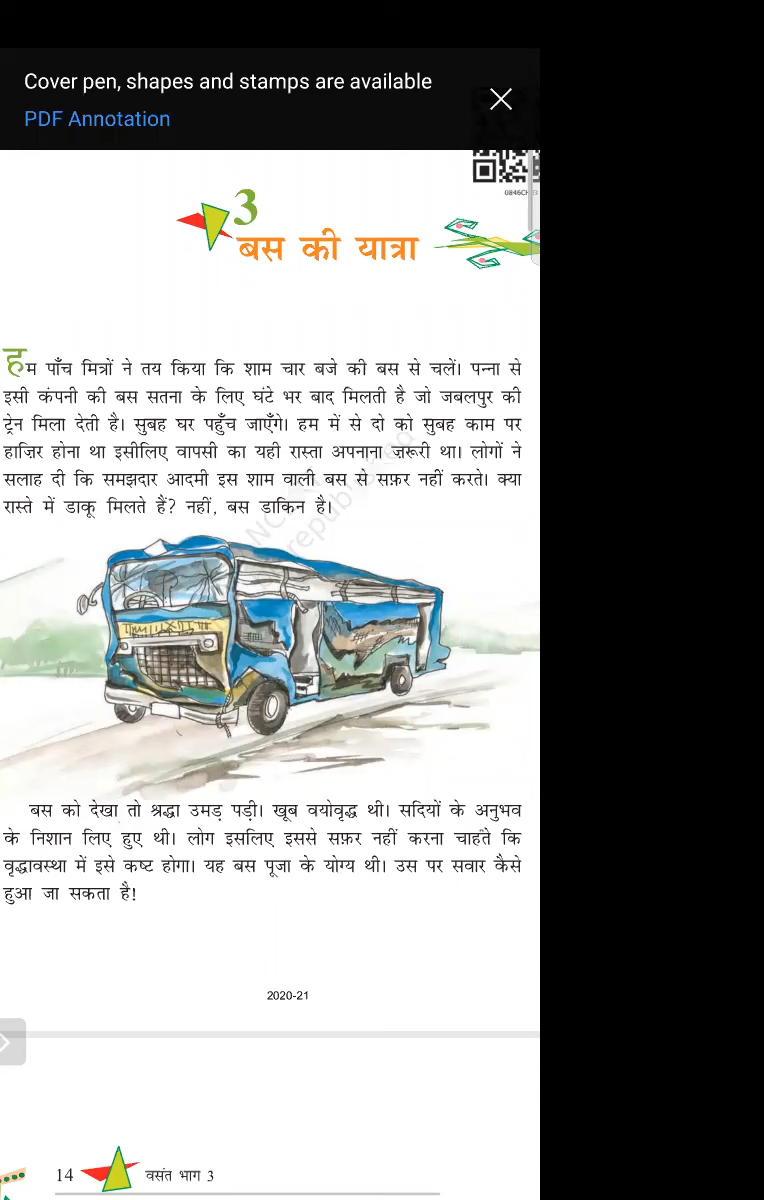 Cover pen, shapes and stamps are available
PDF Annotation
3
बस की यात्रा
हम पाँच मित्रों ने तय किया कि शाम चार बजे की बस से चलें। पन्ना से
इसी कंपनी की बस सतना के लिए घंटे भर बाद मिलती है जो जबलपुर की
ट्रेन मिला देती है। सुबह घर पहुँच जाएँगे। हम में से दो को सुबह काम पर
हाज़िर होना था इसीलिए वापसी का यही रास्ता अपनाना ज़रूरी था। लोगों ने
सलाह दी कि समझदार आदमी इस शाम वाली बस से सफ़र नहीं करते। क्या
रास्ते में डाकू मिलते हैं? नहीं, बस डाकिन है।
बस को देखा तो श्रद्धा उमड़ पड़ी। खूब वयोवृद्ध थी। सदियों के अनुभव
के निशान लिए हुए थी। लोग इसलिए इससे सफ़र नहीं करना चाहते कि
वृद्धावस्था में इसे कष्ट होगा। यह बस पूजा के योग्य थी। उस पर सवार कैसे
हुआ जा सकता है!
2020-21
14 वसंत भाग 3